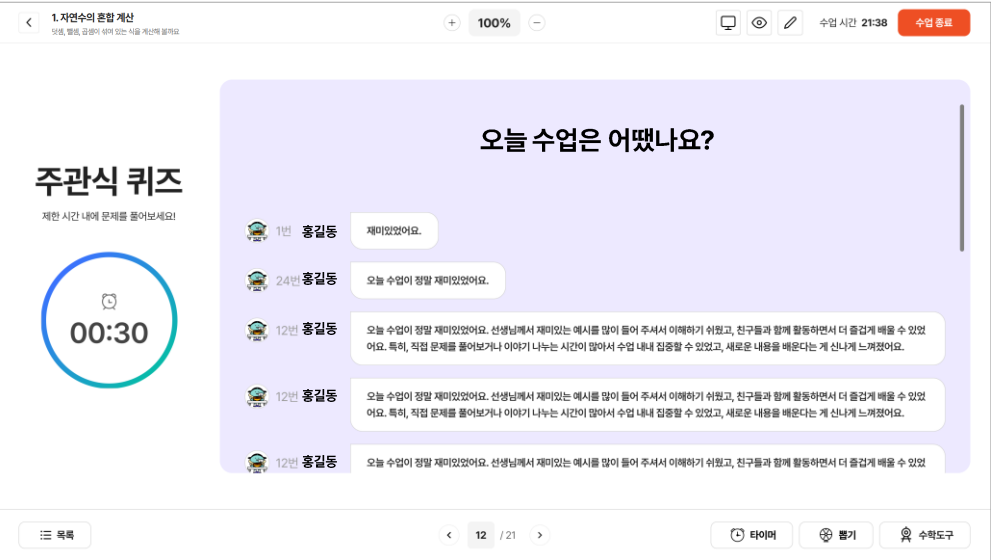 1. 자연수의 혼합 계산
덧셈, 뺄셈, 곱셈이 섞여 있는 식을 계산해 볼까요
100%
수업 시간 21:38
수업 종료
주관식 퀴즈
제한 시간 내에 문제를 풀어보세요!
00:30
오늘 수업은 어땠나요?
1번 홍길동 재미있었어요.
24번 홍길동 오늘 수업이 정말 재미있었어요.
12번 홍길동 오늘 수업이 정말 재미있었어요. 선생님께서 재미있는 예시를 많이 들어 주셔서 이해하기 쉬웠고, 친구들과 함께 활동하면서 더 즐겁게 배울 수 있었
어요. 특히, 직접 문제를 풀어보거나 이야기 나누는 시간이 많아서 수업 내내 집중할 수 있었고, 새로운 내용을 배운다는 게 신나게 느껴졌어요.
12번 홍길동 오늘 수업이 정말 재미있었어요. 선생님께서 재미있는 예시를 많이 들어 주셔서 이해하기 쉬웠고, 친구들과 함께 활동하면서 더 즐겁게 배울 수 있었
어요. 특히, 직접 문제를 풀어보거나 이야기 나누는 시간이 많아서 수업 내내 집중할 수 있었고, 새로운 내용을 배운다는 게 신나게 느껴졌어요.
12번 홍길동 오늘 수업이 정말 재미있었어요. 선생님께서 재미있는 예시를 많이 들어 주셔서 이해하기 쉬웠고, 친구들과 함께 활동하면서 더 즐겁게 배울 수 있었
목록
12 / 21
타이머
뽑기
수학도구